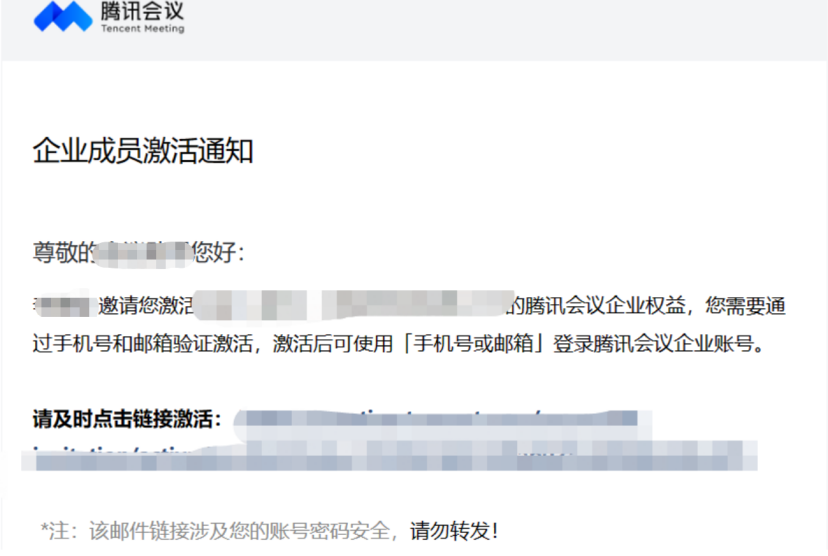 腾讯会议
Tencent Meeting
企业成员激活通知
尊敬的 您好：
邀请您激活 的腾讯会议企业权益，您需要通
过手机号和邮箱验证激活，激活后可使用「手机号或邮箱」登录腾讯会议企业账号。
请及时点击链接激活：
*注：该邮件链接涉及您的账号密码安全，请勿转发！